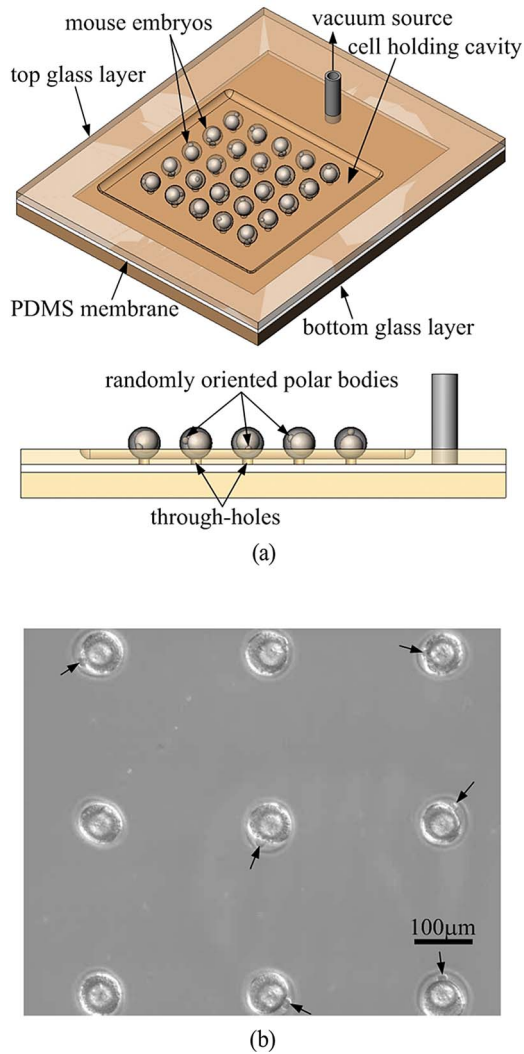 vacuum source
mouse embryos
cell holding cavity
top glass layer
PDMS membrane
bottom glass layer
randomly oriented polar bodies
through-holes
(a)
100μm
(b)